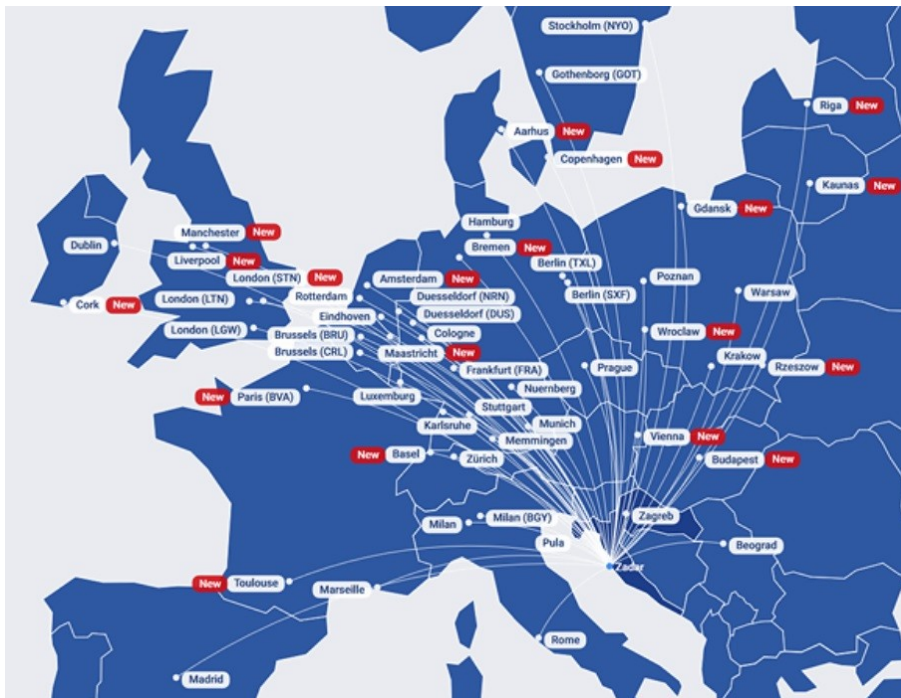 Stockholm (NYO)
Gothenborg (GOT)
Riga New
Aarhus New
Copenhagen New
Kaunas New
Gdansk New
Hamburg
Manchester New
Dublin
Bremen New
Liverpool New
Berlin (TXL)
London (STN) New
Amsterdam New
Poznan
Berlin (SXF)
Warsaw
Rotterdam
Duesseldorf (NRN)
London (LTN)
Cork New
Eindhoven
Duesseldorf (DUS)
London (LGW)
Brussels (BRU)
Cologne
Wroclaw New
Brussels (CRL)
Maastricht New
Krakow
Frankfurt (FRA)
Prague
Rzeszow New
Nuernberg
New Paris (BVA)
Luxemburg
Stuttgart
Karlsruhe
Munich
Memmingen
Vienna New
New Basel
Zürich
Budapest New
Milan (BGY)
Zagreb
Milan
Pula
Beograd
Zadar
New Toulouse
Marseille
Rome
Madrid